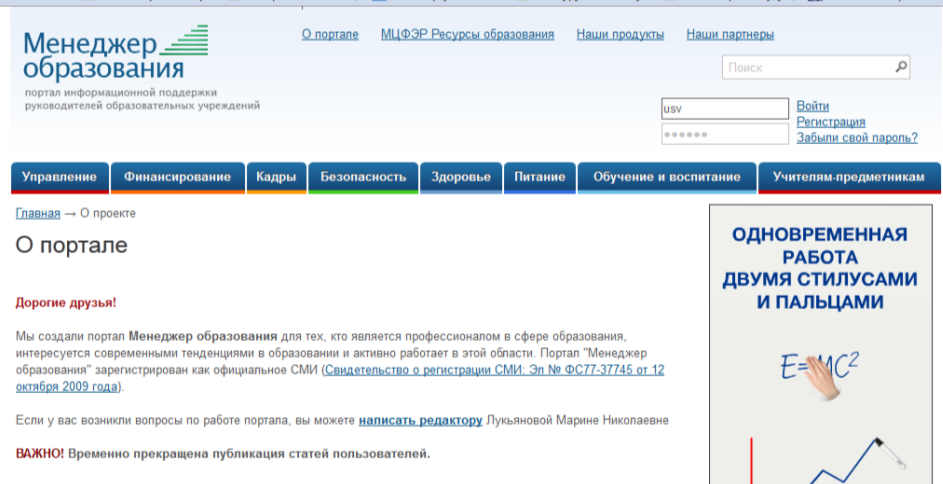 Менеджер
образования
портал информационной поддержки
руководителей образовательных учреждений
О портале МЦФЭР Ресурсы образования Наши продукты Наши партнеры
Поиск
usv
Войти
Регистрация
Забыли свой пароль?
Управление Финансирование Кадры Безопасность Здоровье Питание Обучение и воспитание Учителям-предметникам
Главная → О проекте
О портале
Дорогие друзья!
Мы создали портал Менеджер образования для тех, кто является профессионалом в сфере образования,
интересуется современными тенденциями в образовании и активно работает в этой области. Портал "Менеджер
образования" зарегистрирован как официальное СМИ (Свидетельство о регистрации СМИ: Эл № ФС77-37745 от 12
октября 2009 года).
Если у вас возникли вопросы по работе портала, вы можете написать редактору Лукьяновой Марине Николаевне
ВАЖНО! Временно прекращена публикация статей пользователей.
ОДНОВРЕМЕННАЯ
РАБОТА
ДВУМЯ СТИЛУСАМИ
И ПАЛЬЦАМИ
E=MC²